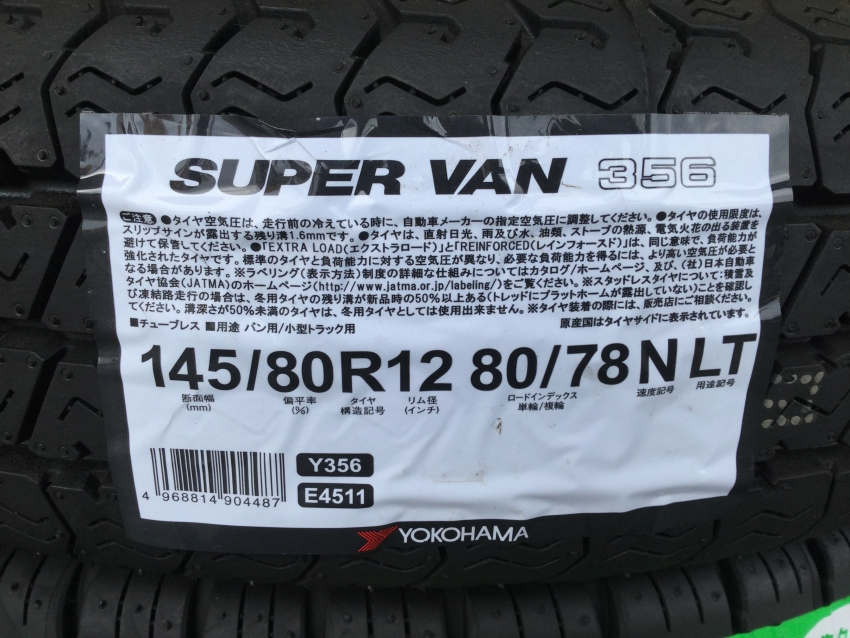 SUPER VAN 356
ご注意 ●タイヤ空気圧は、走行前の冷えている時に、自動車メーカーの指定空気圧に調整してください。●タイヤの使用限度は、
スリップサインが露出する残り溝1.6mmです。●タイヤは、直射日光、雨及び水、油類、ストーブの熱源、電気火花の出る装置を
避けて保管してください。●「EXTRA LOAD(エクストラロード)」と「REINFORCED(レインフォースド)」は、同じ意味で、負荷能力が
強化されたタイヤです。標準のタイヤと負荷能力に対する空気圧が異なり、必要な負荷能力を得るには、より高い空気圧が必要と
なる場合があります。※ラベリング(表示方法)制度の詳細な仕組みについてはカタログ/ホームページ、及び、(社)日本自動車
タイヤ協会(JATMA)のホームページ(http://www.jatma.or.jp/labeling/)をご覧ください。※スタッドレスタイヤについて:積雪及
び凍結路走行の場合は、冬用タイヤの残り溝が新品時の50%以上ある(トレッドにプラットホームが露出していない)ことを確認し
てください。溝深さが50%未満のタイヤは、冬用タイヤとしては使用出来ません。※タイヤ装着の際には、販売店にご相談ください。
■チューブレス ■用途 バン用/小型トラック用 原産国はタイヤサイドに表示されています。
145/80R12 80/78N LT
断面幅 偏平率 タイヤ リム径 ロードインデックス 速度記号 用途記号
(mm) (%) 構造記号 (インチ) 単輪/複輪
Y356
E4511
4 968814 904487
YOKOHAMA